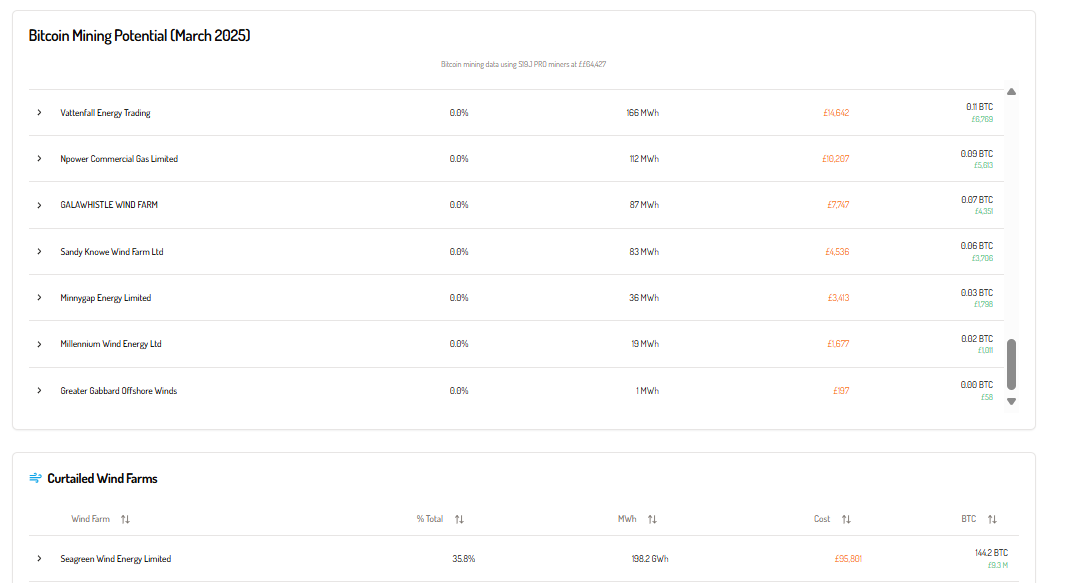 Bitcoin Mining Potential (March 2025)
Bitcoin mining data using S19J PRO miners at ££64,427
Vattenfall Energy Trading 0.0% 166 MWh £14,642 0.11 BTC
£6,769
Npower Commercial Gas Limited 0.0% 112 MWh £10,207 0.09 BTC
£5,613
GALAWHISTLE WIND FARM 0.0% 87 MWh £7,747 0.07 BTC
£4,351
Sandy Knowe Wind Farm Ltd 0.0% 83 MWh £4,536 0.06 BTC
£3,706
Minnygap Energy Limited 0.0% 36 MWh £3,413 0.03 BTC
£1,798
Millennium Wind Energy Ltd 0.0% 19 MWh £1,677 0.02 BTC
£1,011
Greater Gabbard Offshore Winds 0.0% 1 MWh £197 0.00 BTC
£58
Curtailed Wind Farms
Wind Farm % Total MWh Cost BTC
Seagreen Wind Energy Limited 35.8% 198.2 GWh £95,801 144.2 BTC
£9.3 M